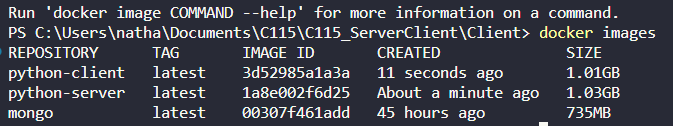 Run 'docker image COMMAND --help' for more information on a command.
PS C:\Users\natha\Documents\C115\C115_ServerClient\Client> docker images
REPOSITORY TAG IMAGE ID CREATED SIZE
python-client latest 3d52985a1a3a 11 seconds ago 1.01GB
python-server latest 1a8e002f6d25 About a minute ago 1.03GB
mongo latest 00307f461add 45 hours ago 735MB